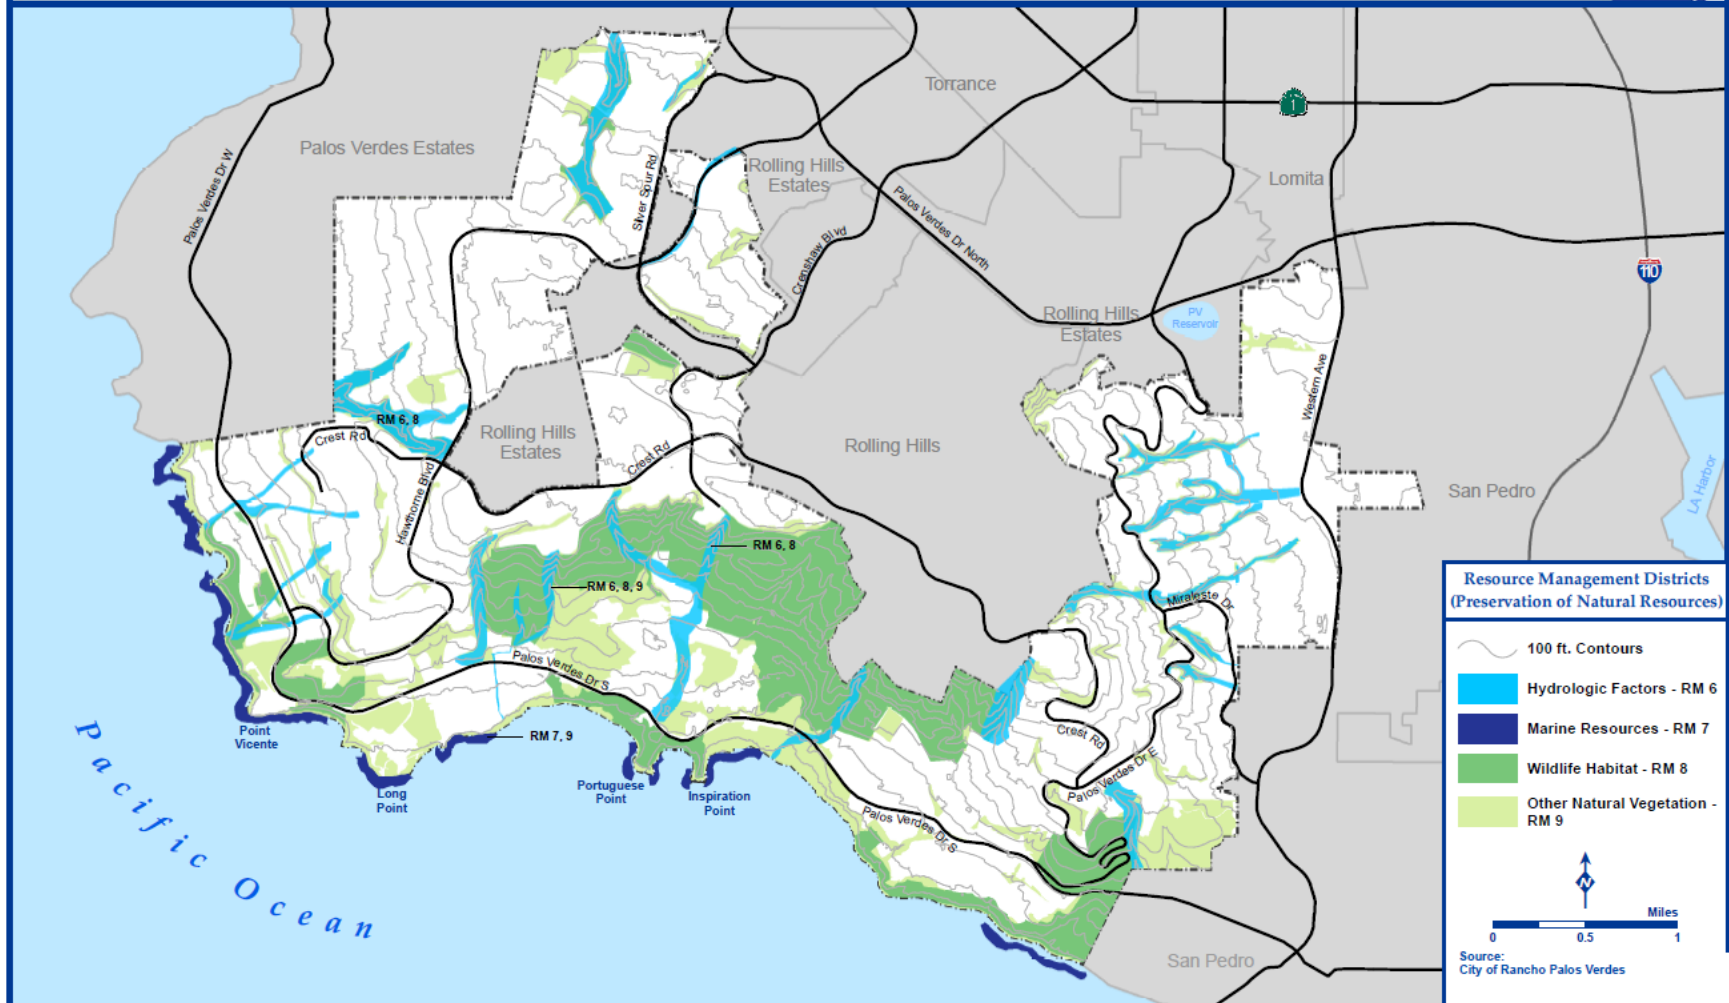 Torrance
1
Palos Verdes Estates
Rolling Hills
Estates
Lomita
Palos Verdes Dr W
Silver Spur Rd
Palos Verdes Dr North
Crenshaw Blvd
110
Rolling Hills
Estates
PV
Reservoir
Western Ave
RM 6, 8
Crest Rd
Rolling Hills
Estates
Rolling Hills
Crest Rd
San Pedro
LA Harbor
Hawthorne Blvd
RM 6, 8
RM 6, 8, 9
Miraleste Dr
Palos Verdes Dr S
Point
Vicente
RM 7, 9
Crest Rd
Palos Verdes Dr E
Long
Point
Portuguese
Point
Inspiration
Point
Palos Verdes Dr S
Pacific Ocean
San Pedro
Resource Management Districts
(Preservation of Natural Resources)
100 ft. Contours
Hydrologic Factors - RM 6
Marine Resources - RM 7
Wildlife Habitat - RM 8
Other Natural Vegetation -
RM 9
N
Miles
0 0.5 1
Source:
City of Rancho Palos Verdes